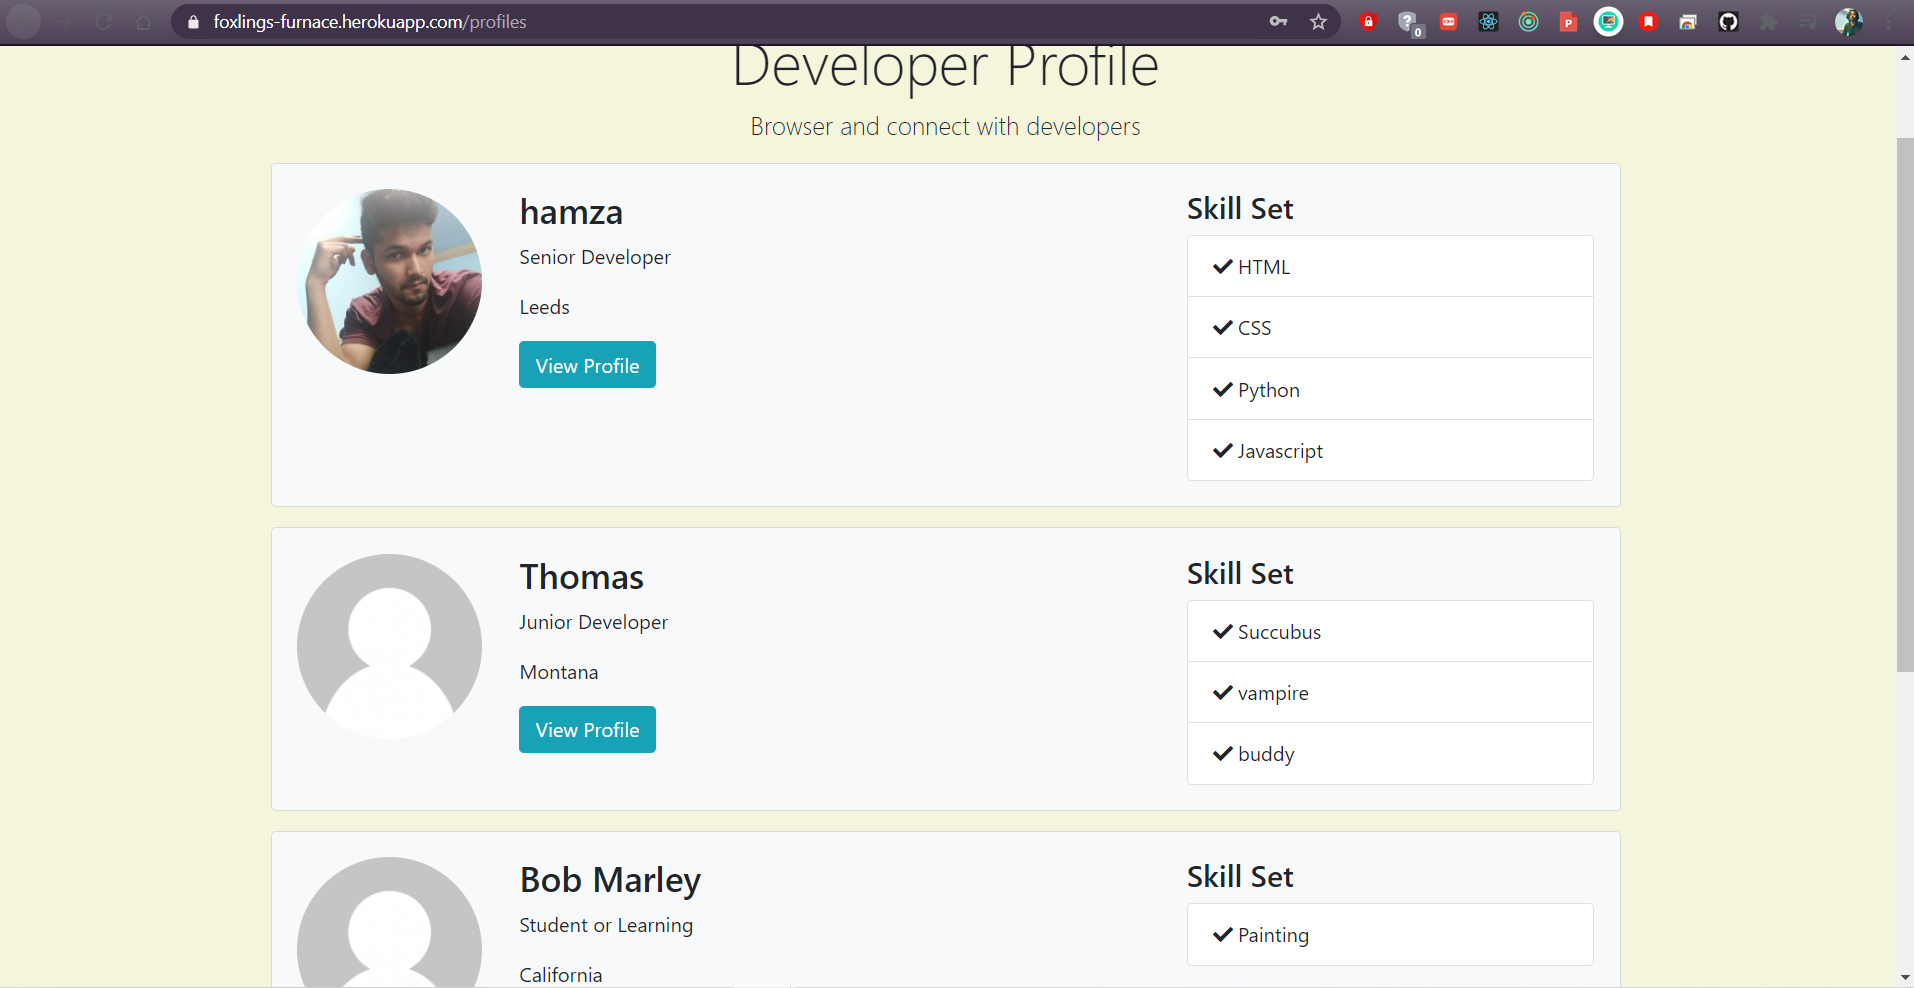 foxlings-furnace.herokuapp.com/profiles
0
Developer Profile
Browser and connect with developers
hamza
Senior Developer
Leeds
View Profile
Skill Set
HTML
CSS
Python
Javascript
Thomas
Junior Developer
Montana
View Profile
Skill Set
Succubus
vampire
buddy
Bob Marley
Student or Learning
California
Skill Set
Painting